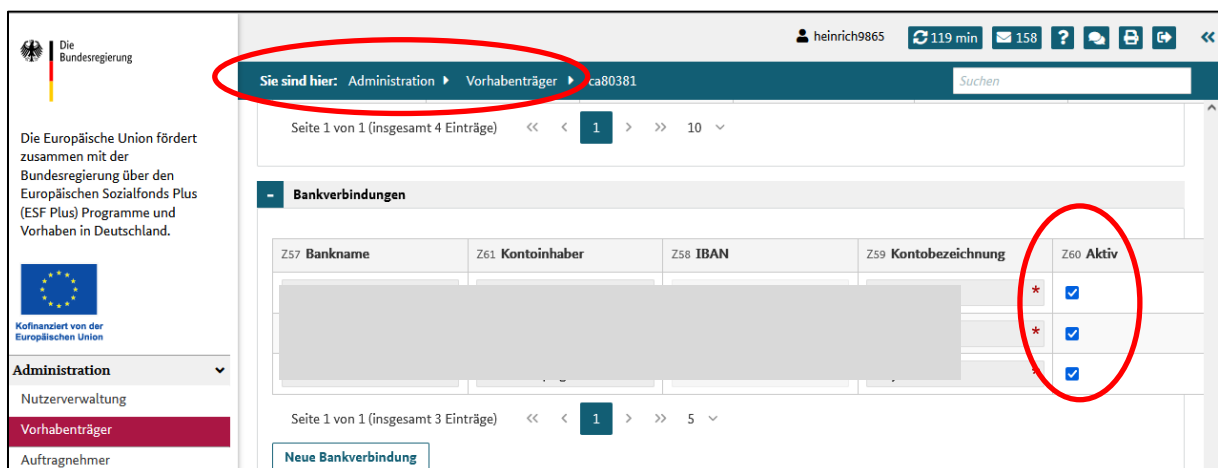 Die
Bundesregierung
heinrich9865
119 min
158
?
Sie sind hier: Administration Vorhabenträger ca80381
Suchen
Seite 1 von 1 (insgesamt 4 Einträge) << < 1 > >> 10
Die Europäische Union fördert
zusammen mit der
Bundesregierung über den
Europäischen Sozialfonds Plus
(ESF Plus) Programme und
Vorhaben in Deutschland.
Kofinanziert von der
Europäischen Union
Administration
Nutzerverwaltung
Vorhabenträger
Auftragnehmer
- Bankverbindungen
Z57 Bankname Z61 Kontoinhaber Z58 IBAN Z59 Kontobezeichnung Z60 Aktiv
*
*
*
Seite 1 von 1 (insgesamt 3 Einträge) << < 1 > >> 5
Neue Bankverbindung